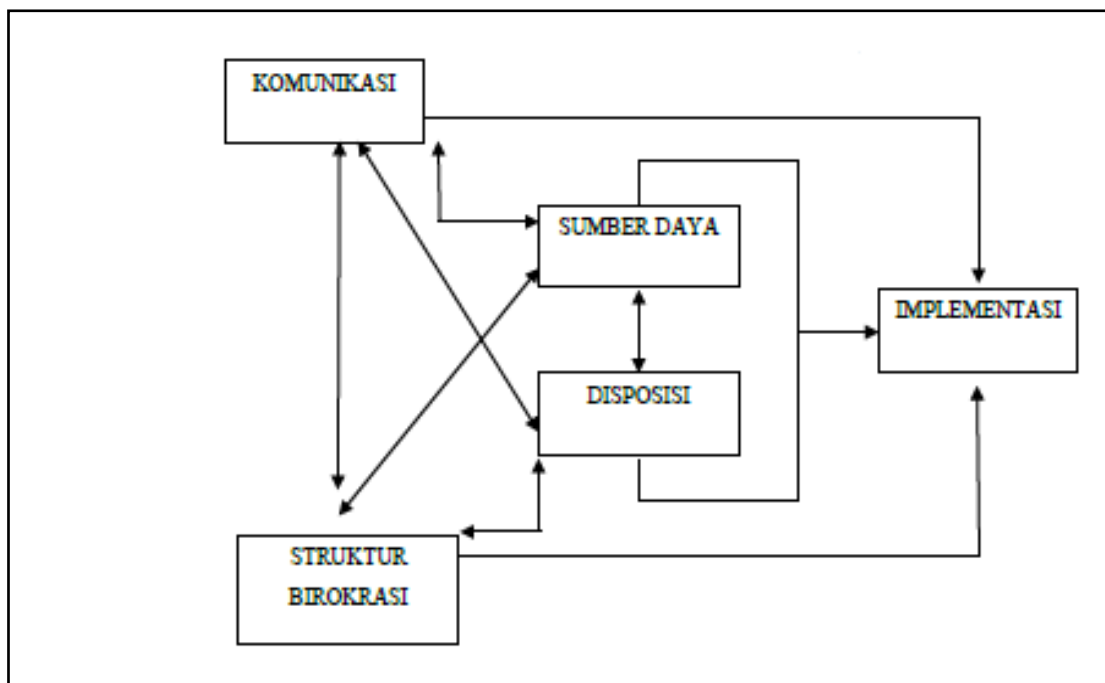 KOMUNIKASI
SUMBER DAYA
IMPLEMENTASI
DISPOSISI
STRUKTUR
BIROKRASI